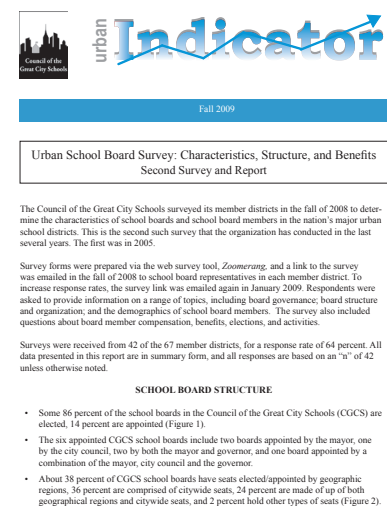 Council of the
Great City Schools
urban
Indicator
Fall 2009
Urban School Board Survey: Characteristics, Structure, and Benefits
Second Survey and Report
The Council of the Great City Schools surveyed its member districts in the fall of 2008 to deter-
mine the characteristics of school boards and school board members in the nation's major urban
school districts. This is the second such survey that the organization has conducted in the last
several years. The first was in 2005.
Survey forms were prepared via the web survey tool, Zoomerang, and a link to the survey
was emailed in the fall of 2008 to school board representatives in each member district. To
increase response rates, the survey link was emailed again in January 2009. Respondents were
asked to provide information on a range of topics, including board governance; board structure
and organization; and the demographics of school board members. The survey also included
questions about board member compensation, benefits, elections, and activities.
Surveys were received from 42 of the 67 member districts, for a response rate of 64 percent. All
data presented in this report are in summary form, and all responses are based on an "n" of 42
unless otherwise noted.
SCHOOL BOARD STRUCTURE
• Some 86 percent of the school boards in the Council of the Great City Schools (CGCS) are
elected, 14 percent are appointed (Figure 1).
• The six appointed CGCS school boards include two boards appointed by the mayor, one
by the city council, two by both the mayor and governor, and one board appointed by a
combination of the mayor, city council and the governor.
• About 38 percent of CGCS school boards have seats elected/appointed by geographic
regions, 36 percent are comprised of citywide seats, 24 percent are made of up of both
geographical regions and citywide seats, and 2 percent hold other types of seats (Figure 2).